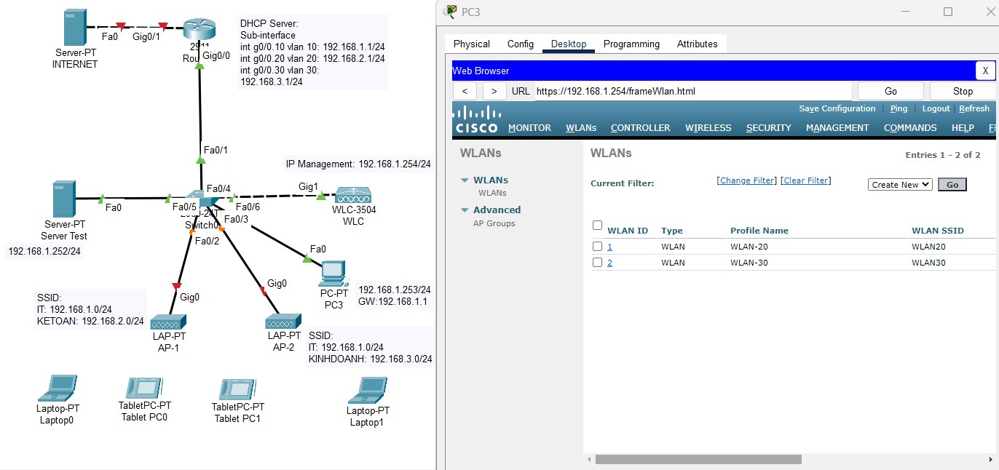 Server-PT
INTERNET
Fa0
Gig0/1
2911
Gig0/0
DHCP Server:
Sub-interface
int g0/0.10 vlan 10: 192.168.1.1/24
int g0/0.20 vlan 20: 192.168.2.1/24
int g0/0.30 vlan 30:
192.168.3.1/24
Fa0/1
IP Management: 192.168.1.254/24
Fa0/4
Gig1
Fa0
Fa0/5
Fa0/6
WLC-3504
WLC
Server-PT
Server Test
192.168.1.252/24
Switch0
Fa0/3
Fa0/2
Fa0
PC-PT
PC3
192.168.1.253/24
GW:192.168.1.1
Gig0
Gig0
SSID:
IT: 192.168.1.0/24
KETOAN: 192.168.2.0/24
LAP-PT
AP-1
LAP-PT
AP-2
SSID:
IT: 192.168.1.0/24
KINHDOANH: 192.168.3.0/24
Laptop-PT
Laptop0
TabletPC-PT
Tablet PC0
TabletPC-PT
Tablet PC1
Laptop-PT
Laptop1
PC3
Physical Config Desktop Programming Attributes
Web Browser X
< > URL https://192.168.1.254/frameWlan.html Go Stop
Save Configuration | Ping | Logout | Refresh
CISCO MONITOR WLANs CONTROLLER WIRELESS SECURITY MANAGEMENT COMMANDS HELP
WLANs
WLANs
WLANs
Advanced
AP Groups
WLANs
Entries 1 - 2 of 2
Current Filter: [Change Filter] [Clear Filter] Create New Go
WLAN ID Type Profile Name WLAN SSID
1 WLAN WLAN-20 WLAN20
2 WLAN WLAN-30 WLAN30